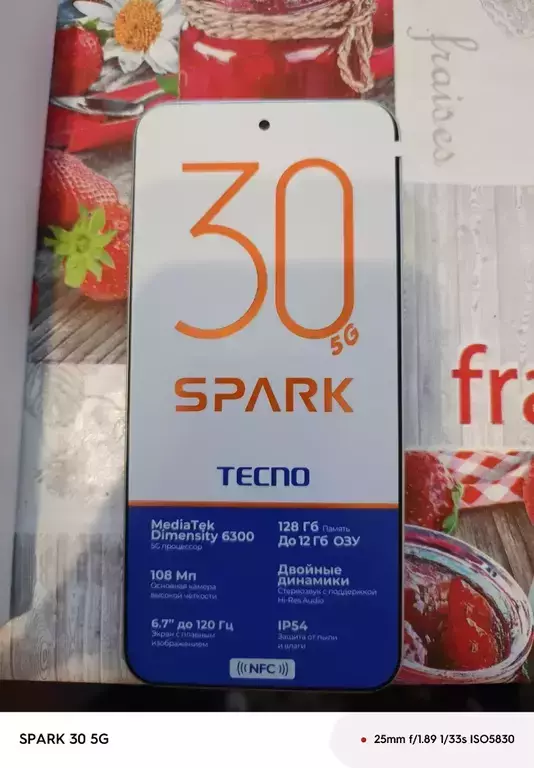 fraises
30
5G
SPARK
TECNO
fra
MediaTek
Dimensity 6300
5G процессор
128 Гб Память
До 12 Гб ОЗУ
108 Мп
Основная камера
высокой чёткости
Двойные
динамики
Стереозвук с поддержкой
Hi-Res Audio
6.7” до 120 Гц
Экран с плавным
изображением
IP54
Защита от пыли
и влаги
NFC
SPARK 30 5G
25mm f/1.89 1/33s ISO5830